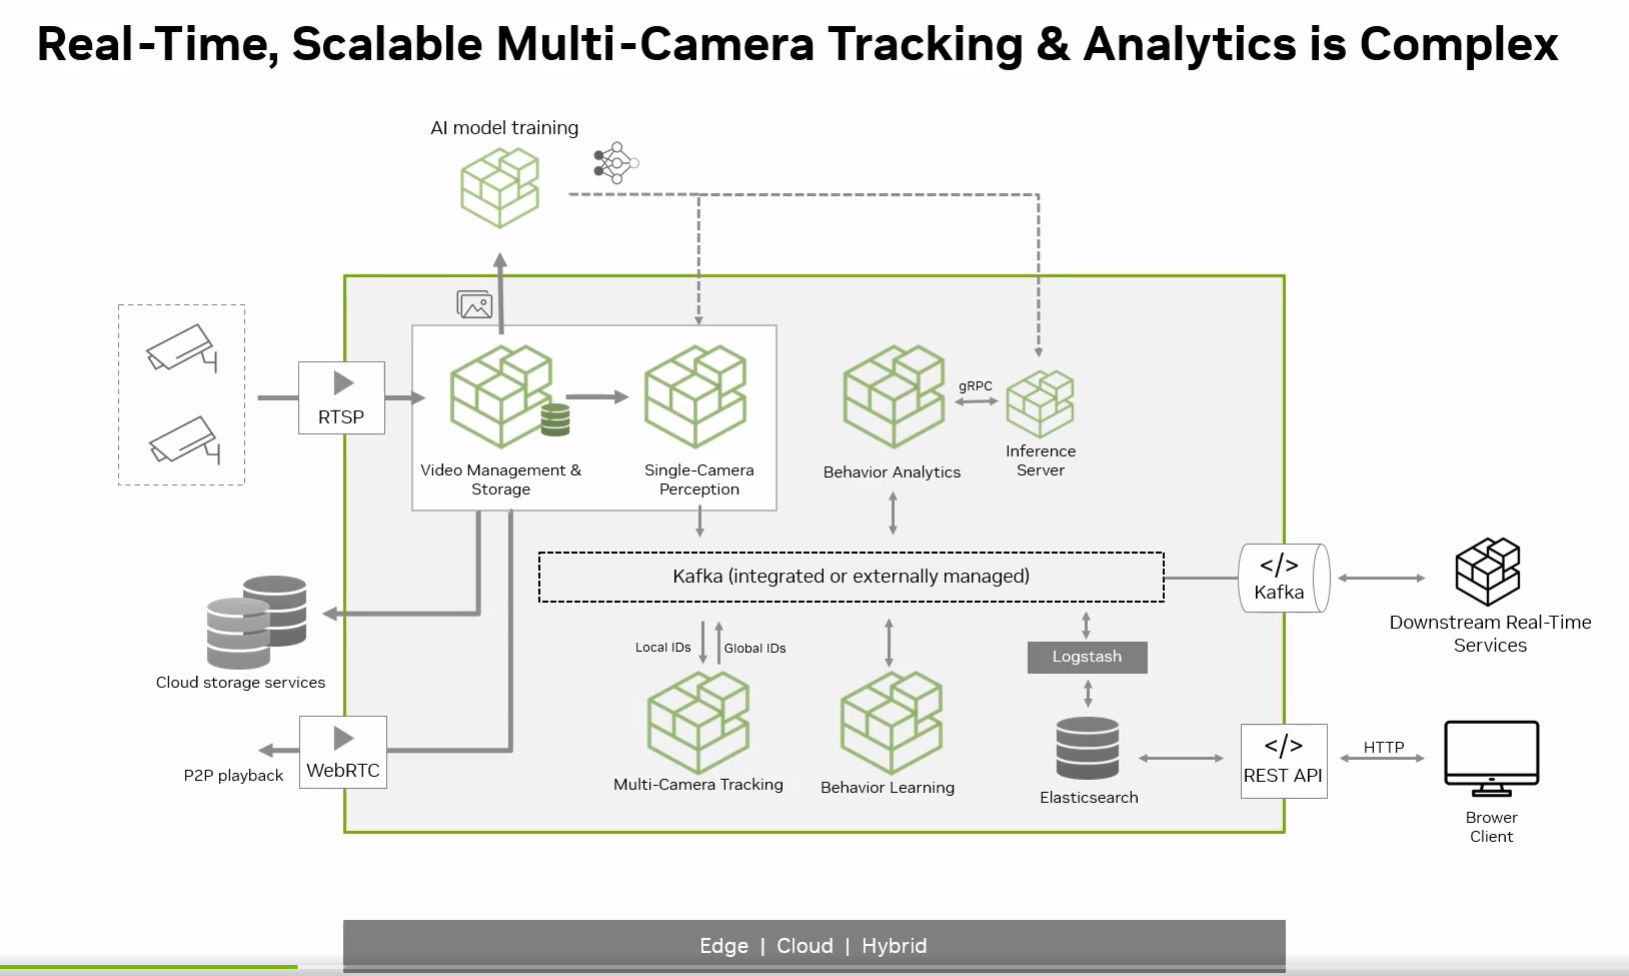 Real-Time, Scalable Multi-Camera Tracking & Analytics is Complex
AI model training
RTSP
Video Management &
Storage
Single-Camera
Perception
Behavior Analytics
gRPC
Inference
Server
Kafka (integrated or externally managed)
</>
Kafka
Downstream Real-Time
Services
Cloud storage services
Local IDs
Global IDs
Logstash
P2P playback
WebRTC
Multi-Camera Tracking
Behavior Learning
Elasticsearch
</>
REST API
HTTP
Brower
Client
Edge | Cloud | Hybrid